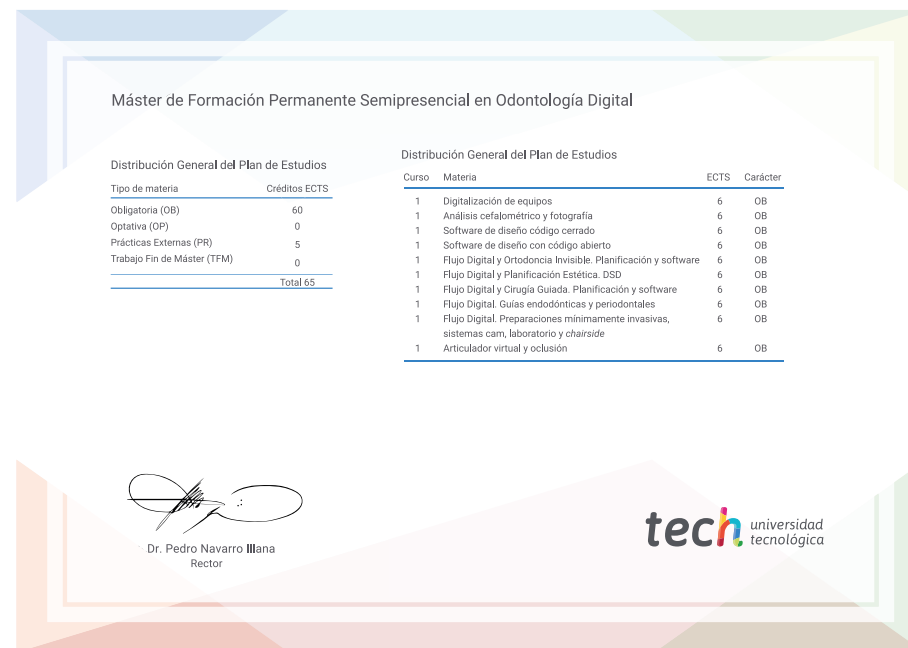 Máster de Formación Permanente Semipresencial en Odontología Digital
Distribución General del Plan de Estudios
Tipo de materia Créditos ECTS
Obligatoria (OB) 60
Optativa (OP) 0
Prácticas Externas (PR) 5
Trabajo Fin de Máster (TFM) 0
Total 65
Distribución General del Plan de Estudios
Curso Materia ECTS Carácter
1 Digitalización de equipos 6 OB
1 Análisis cefalométrico y fotografía 6 OB
1 Software de diseño código cerrado 6 OB
1 Software de diseño con código abierto 6 OB
1 Flujo Digital y Ortodoncia Invisible. Planificación y software 6 OB
1 Flujo Digital y Planificación Estética. DSD 6 OB
1 Flujo Digital y Cirugía Guiada. Planificación y software 6 OB
1 Flujo Digital. Guías endodónticas y periodontales 6 OB
1 Flujo Digital. Preparaciones mínimamente invasivas, 6 OB
sistemas cam, laboratorio y chairside
1 Articulador virtual y oclusión 6 OB
Dr. Pedro Navarro Illana
Rector
tech universidad
tecnológica